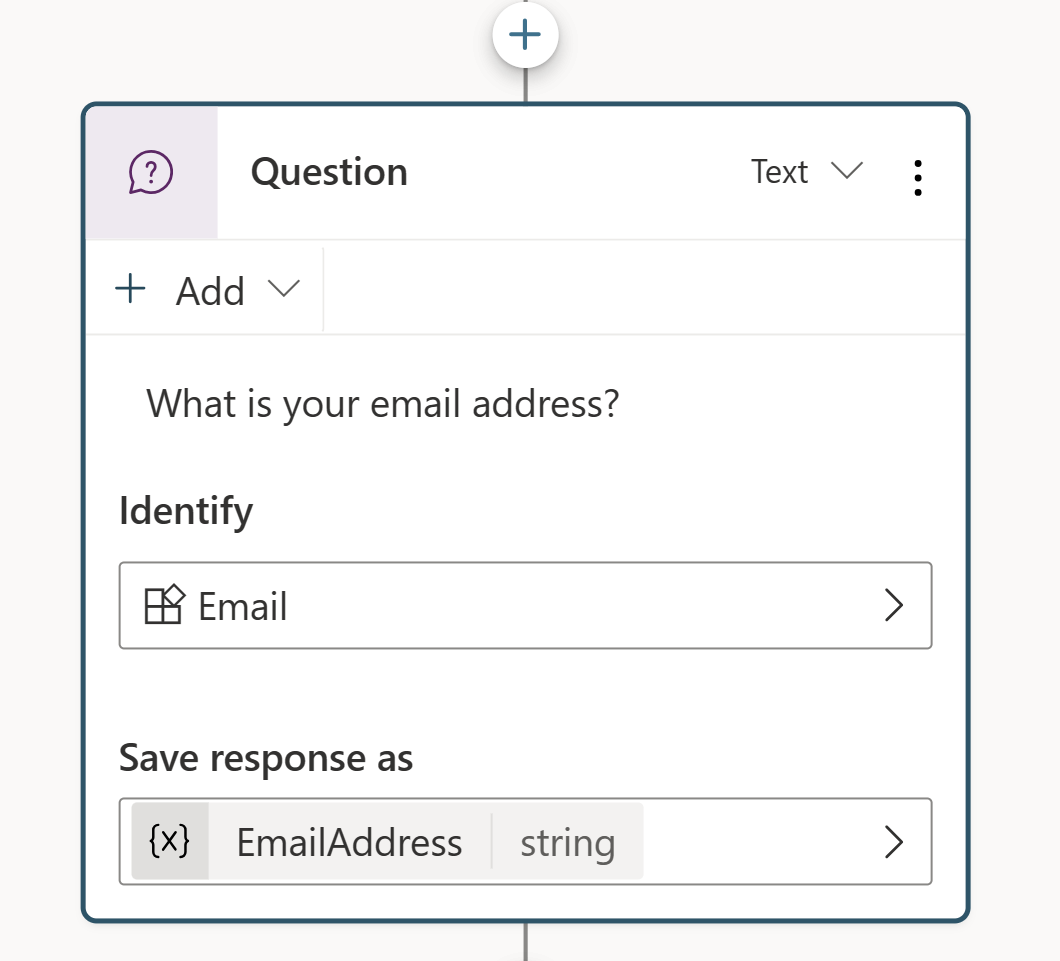 Question
Text
Add
What is your email address?
Identify
Email
Save response as
{x} EmailAddress string